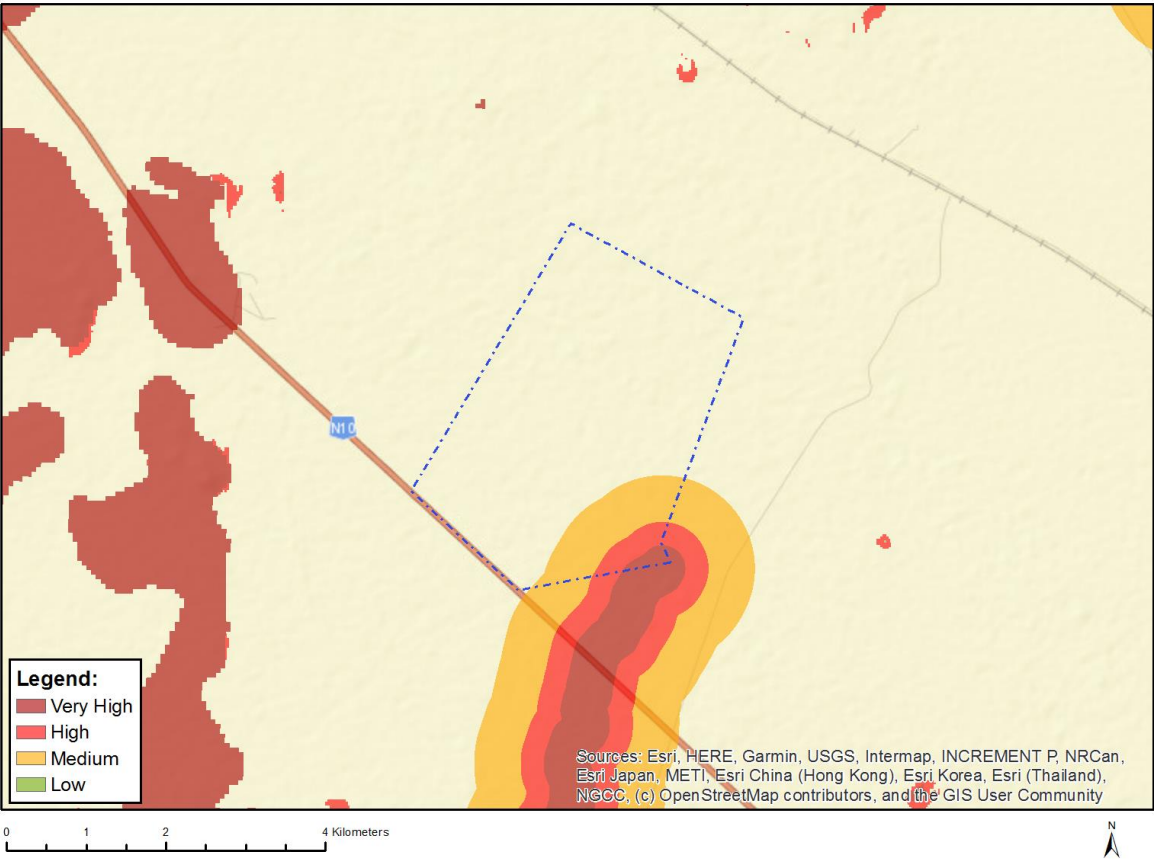 N10
Legend:
Very High
High
Medium
Low
Sources: Esri, HERE, Garmin, USGS, Intermap, INCREMENT P, NRCan,
Esri Japan, METI, Esri China (Hong Kong), Esri Korea, Esri (Thailand),
NGCC, (c) OpenStreetMap contributors, and the GIS User Community
0 1 2 4 Kilometers
N